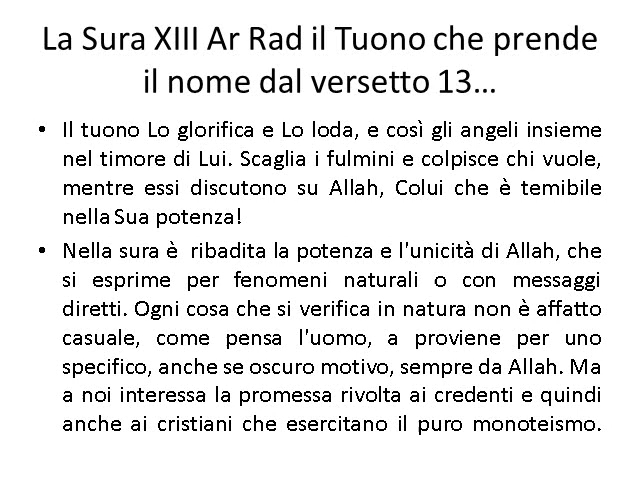 La Sura XIII Ar Rad il Tuono che prende
il nome dal versetto 13…
• Il tuono Lo glorifica e Lo loda, e così gli angeli insieme
nel timore di Lui. Scaglia i fulmini e colpisce chi vuole,
mentre essi discutono su Allah, Colui che è temibile
nella Sua potenza!
• Nella sura è ribadita la potenza e l'unicità di Allah, che
si esprime per fenomeni naturali o con messaggi
diretti. Ogni cosa che si verifica in natura non è affatto
casuale, come pensa l'uomo, a proviene per uno
specifico, anche se oscuro motivo, sempre da Allah. Ma
a noi interessa la promessa rivolta ai credenti e quindi
anche ai cristiani che esercitano il puro monoteismo.